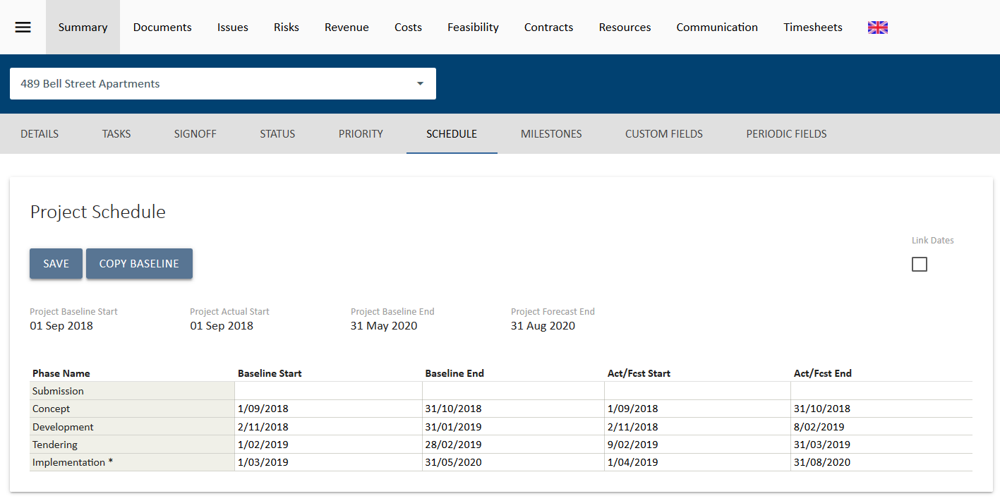 Summary Documents Issues Risks Revenue Costs Feasibility Contracts Resources Communication Timesheets
489 Bell Street Apartments
DETAILS TASKS SIGNOFF STATUS PRIORITY SCHEDULE MILESTONES CUSTOM FIELDS PERIODIC FIELDS
Project Schedule
Link Dates
SAVE COPY BASELINE
Project Baseline Start Project Actual Start Project Baseline End Project Forecast End
01 Sep 2018 01 Sep 2018 31 May 2020 31 Aug 2020
Phase Name Baseline Start Baseline End Act/Fcst Start Act/Fcst End
Submission
Concept 1/09/2018 31/10/2018 1/09/2018 31/10/2018
Development 2/11/2018 31/01/2019 2/11/2018 8/02/2019
Tendering 1/02/2019 28/02/2019 9/02/2019 31/03/2019
Implementation * 1/03/2019 31/05/2020 1/04/2019 31/08/2020